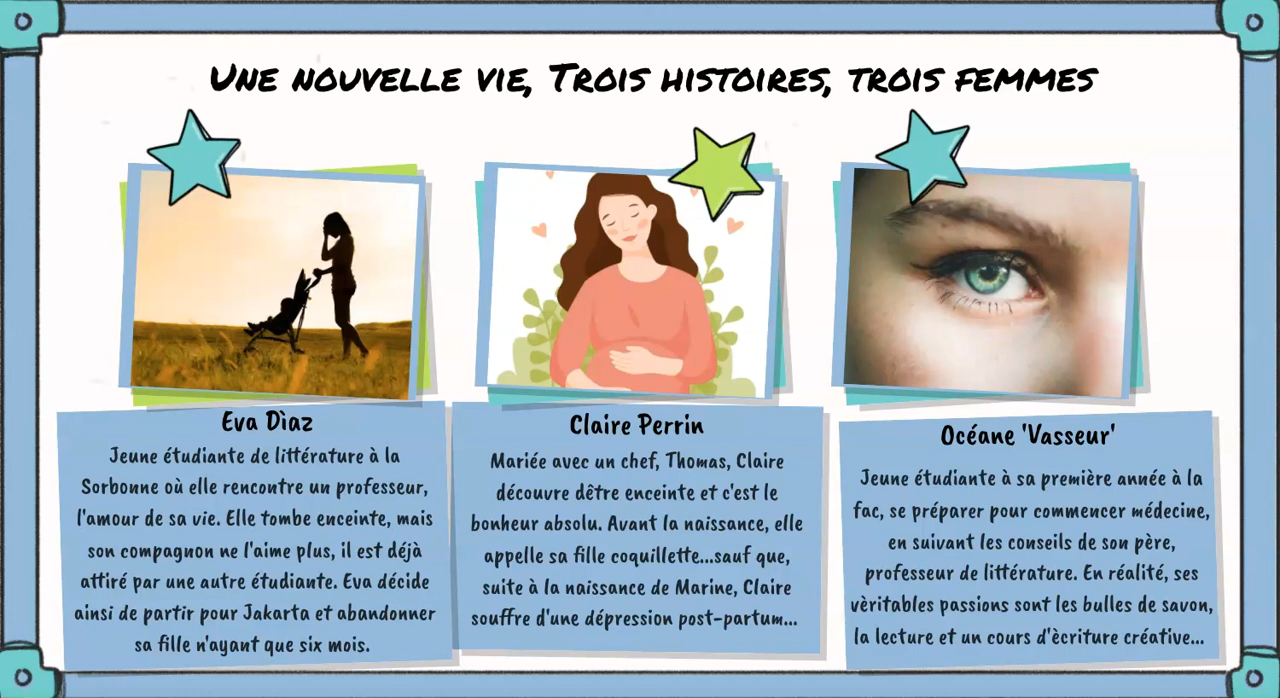 Une nouvelle vie, Trois histoires, trois femmes
Eva Dìaz
Jeune étudiante de littérature à la
Sorbonne où elle rencontre un professeur,
l'amour de sa vie. Elle tombe enceinte, mais
son compagnon ne l'aime plus, il est déjà
attiré par une autre étudiante. Eva décide
ainsi de partir pour Jakarta et abandonner
sa fille n'ayant que six mois.
Claire Perrin
Mariée avec un chef, Thomas, Claire
découvre dêtre enceinte et c'est le
bonheur absolu. Avant la naissance, elle
appelle sa fille coquillette...sauf que,
suite à la naissance de Marine, Claire
souffre d'une dépression post-partum...
Océane 'Vasseur'
Jeune étudiante à sa première année à la
fac, se préparer pour commencer médecine,
en suivant les conseils de son père,
professeur de littérature. En réalité, ses
vèritables passions sont les bulles de savon,
la lecture et un cours d'ècriture créative...